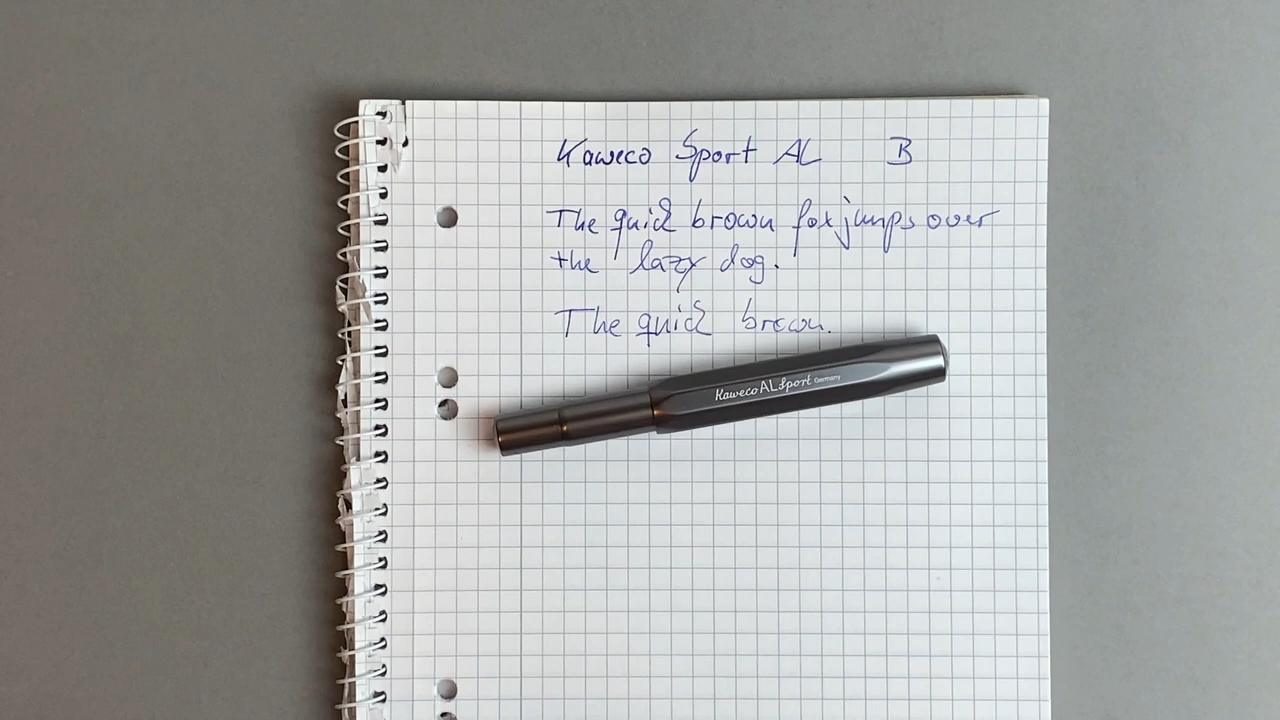 Kaweco Sport AL B
The quick brown fox jumps over
the lazy dog.
The quick brown.
Kaweco AL Sport Germany